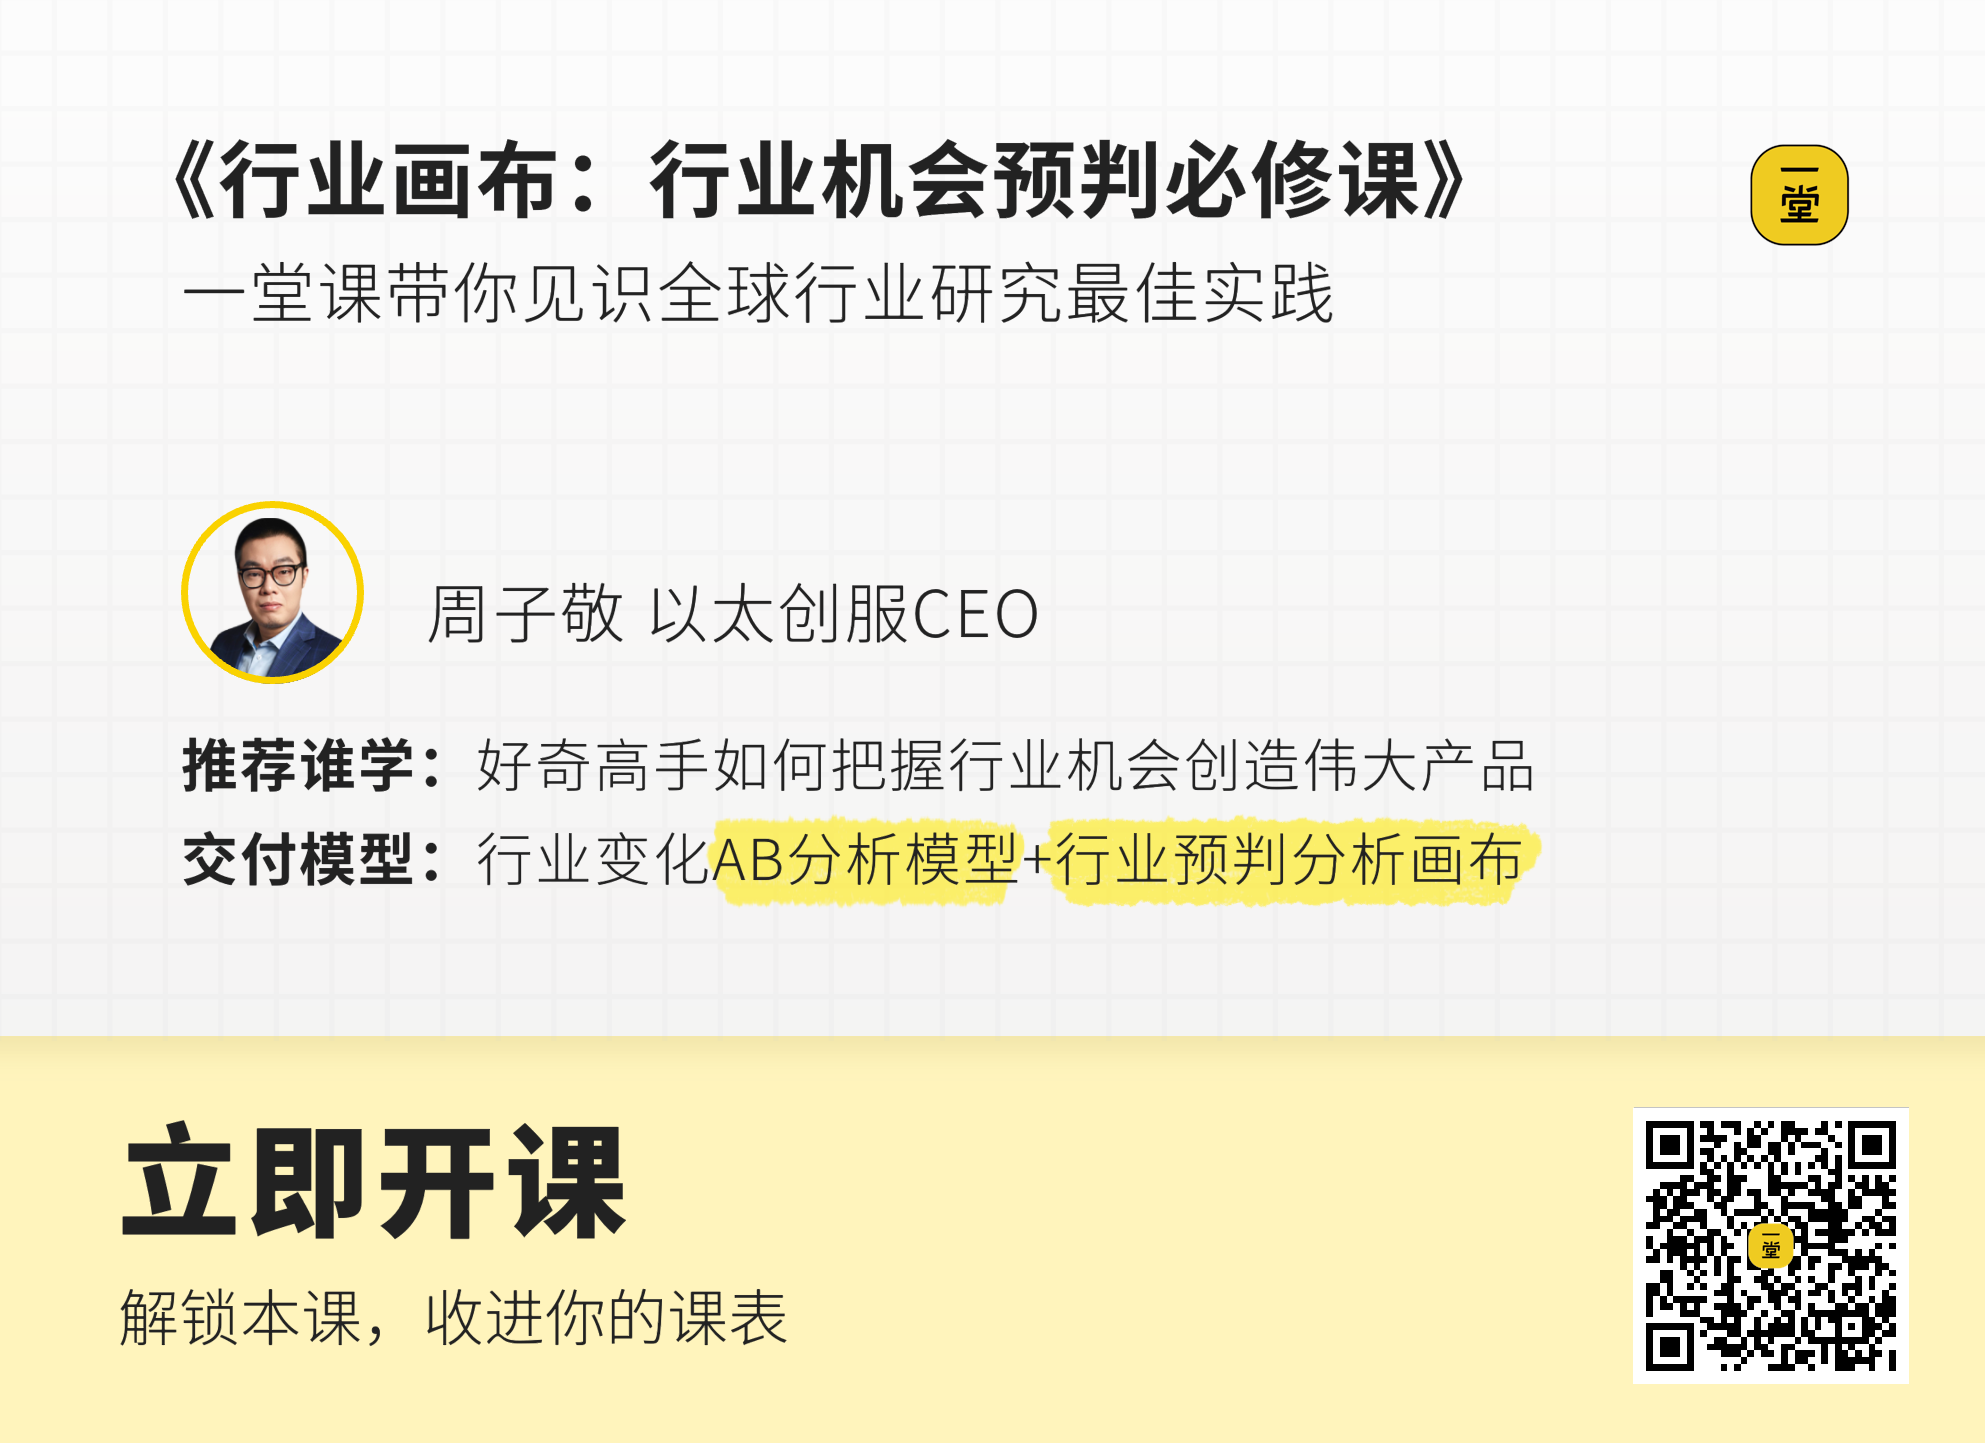 《行业画布：行业机会预判必修课》
一堂
一堂课带你见识全球行业研究最佳实践
周子敬 以太创服CEO
推荐谁学：好奇高手如何把握行业机会创造伟大产品
交付模型：行业变化AB分析模型+行业预判分析画布
立即开课
解锁本课，收进你的课表
一堂